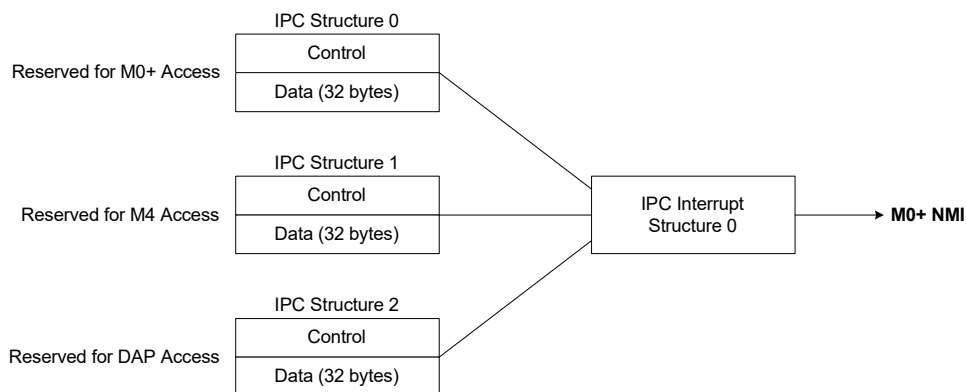 IPC Structure 0
Control
Reserved for M0+ Access
Data (32 bytes)
IPC Structure 1
Control
Reserved for M4 Access
Data (32 bytes)
IPC Interrupt
Structure 0
M0+ NMI
IPC Structure 2
Control
Reserved for DAP Access
Data (32 bytes)